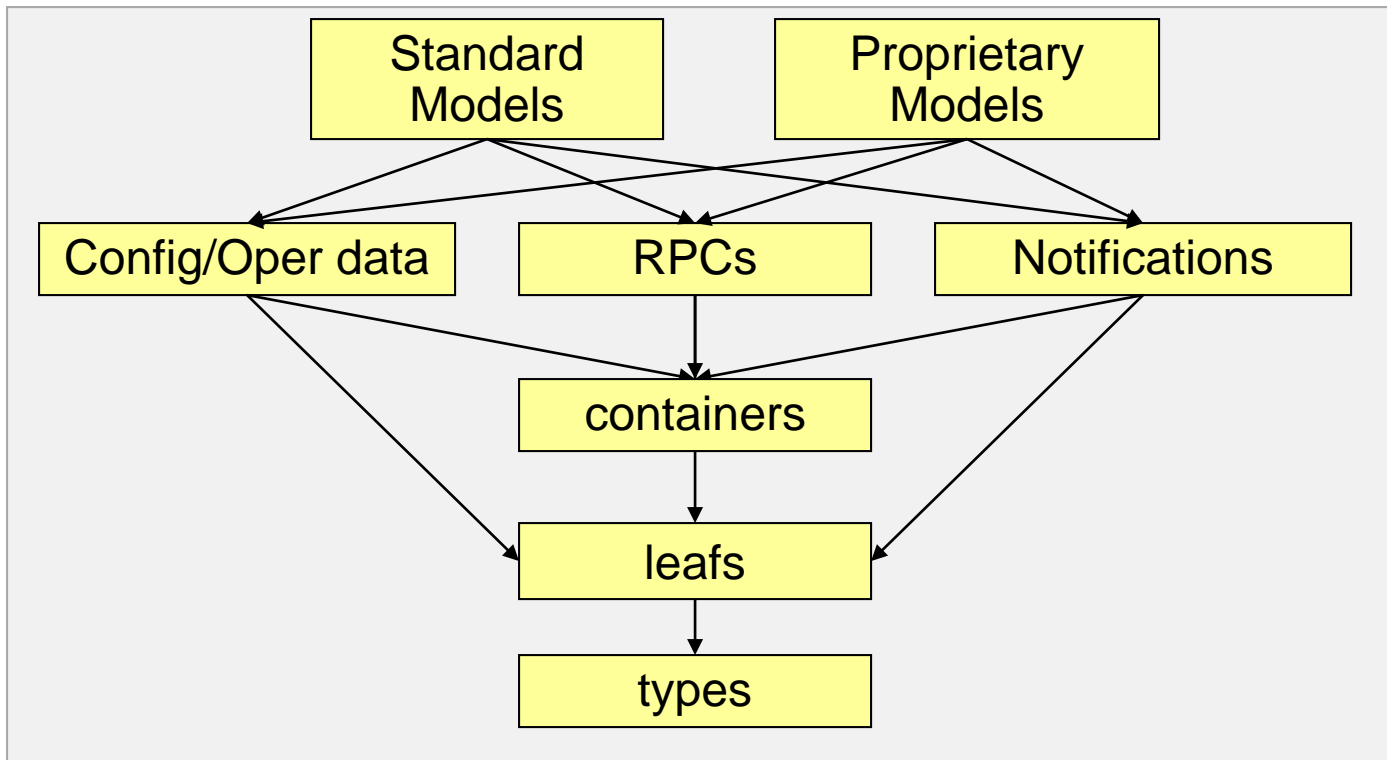 Standard
Models
Proprietary
Models
Config/Oper data
RPCs
Notifications
containers
leafs
types